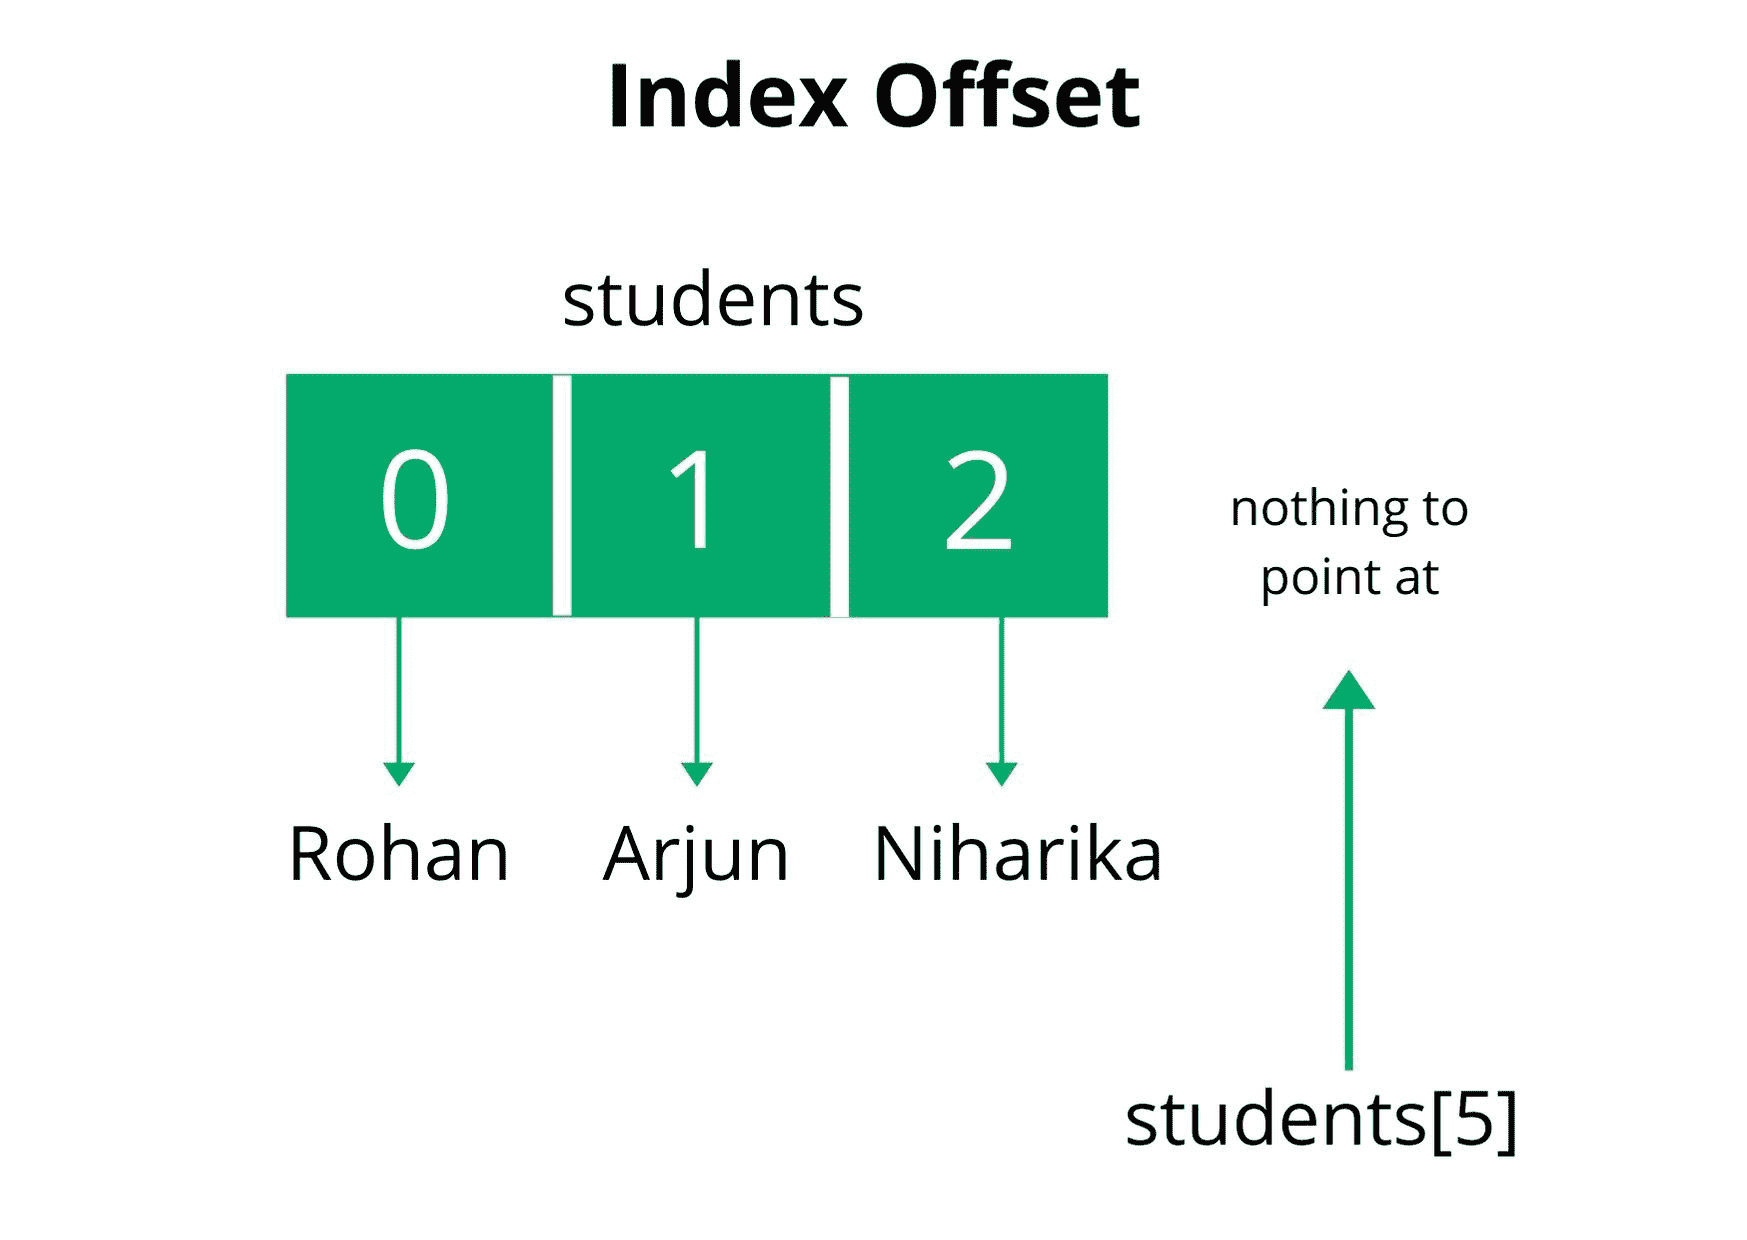 Index Offset
students
0 1 2
nothing to
point at
Rohan Arjun Niharika
students[5]